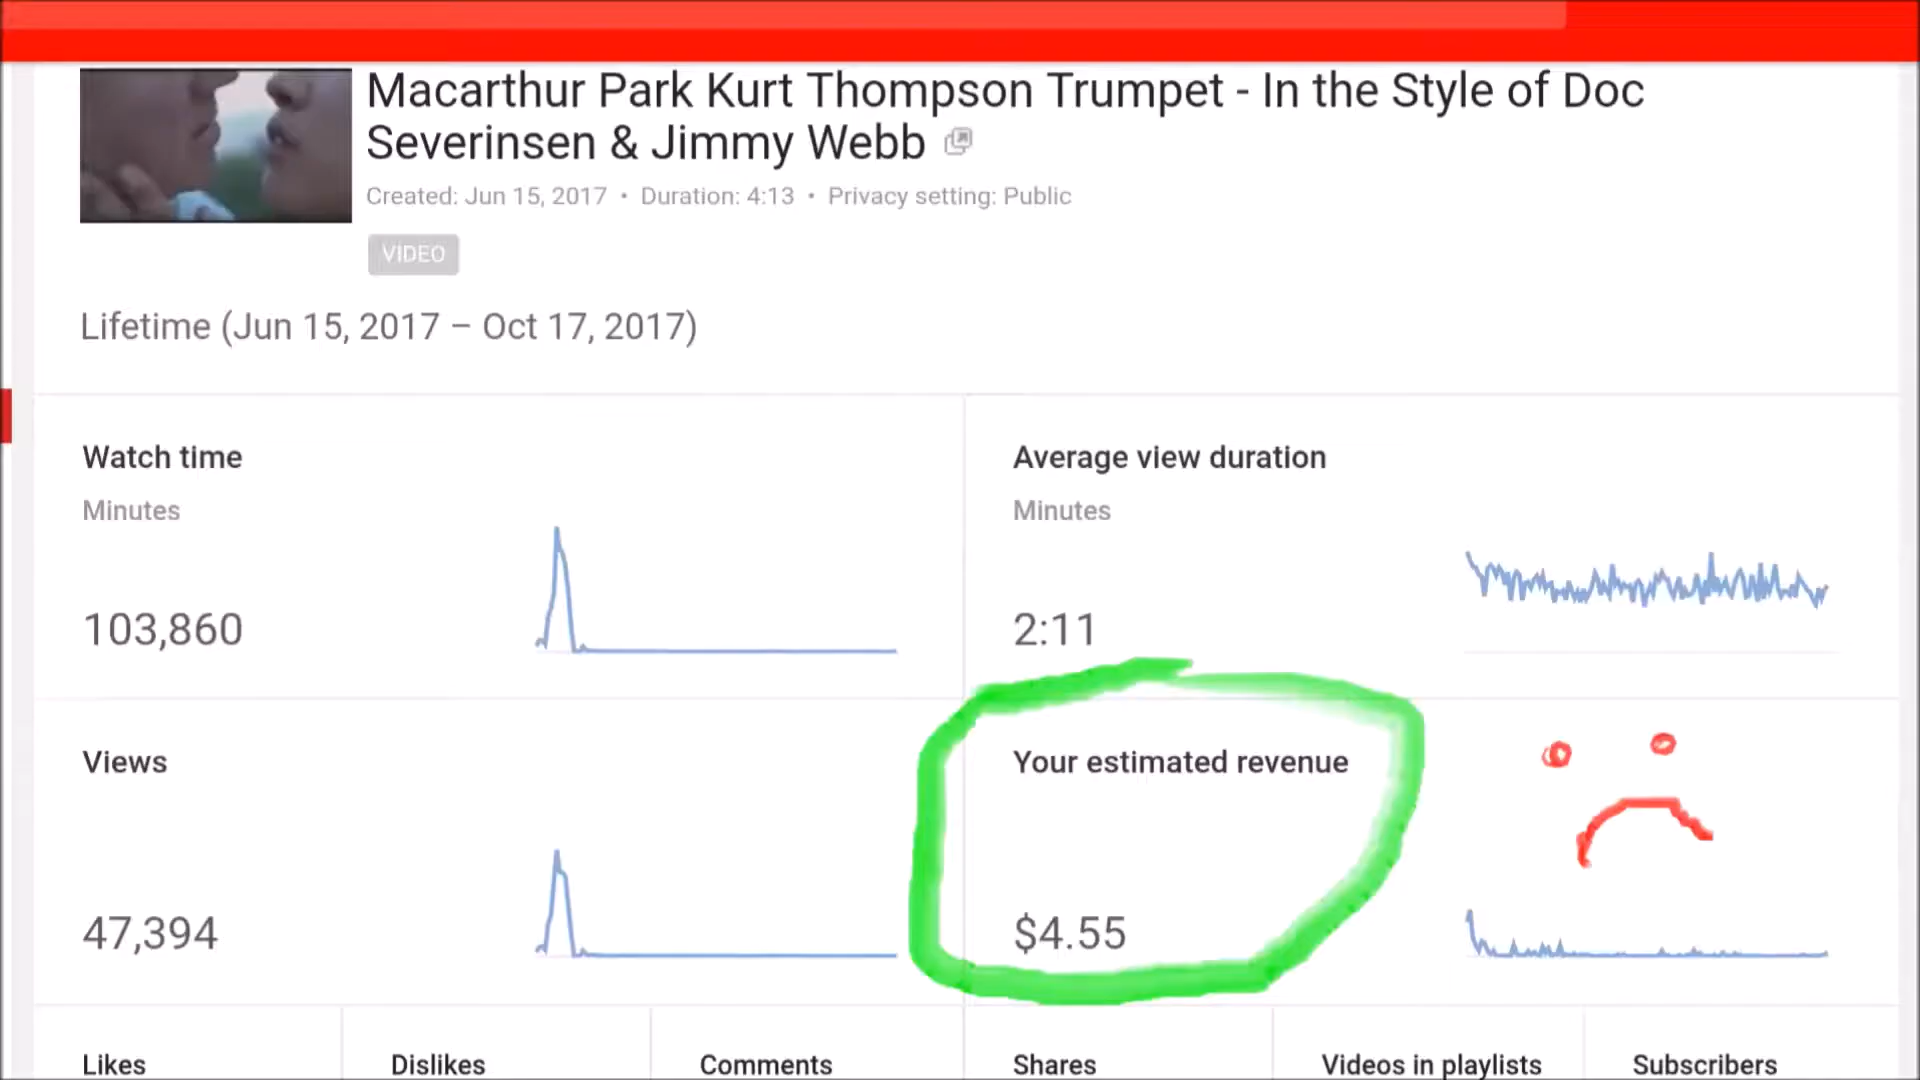 Macarthur Park Kurt Thompson Trumpet - In the Style of Doc
Severinsen & Jimmy Webb
Created: Jun 15, 2017 • Duration: 4:13 • Privacy setting: Public
VIDEO
Lifetime (Jun 15, 2017 – Oct 17, 2017)
Watch time
Minutes
103,860
Average view duration
Minutes
2:11
Views
47,394
Your estimated revenue
$4.55
Likes
Dislikes
Comments
Shares
Videos in playlists
Subscribers